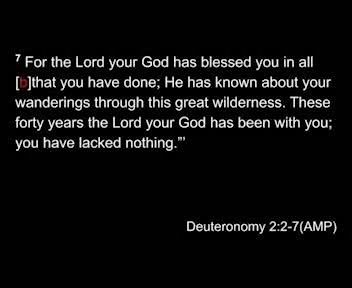 7 For the Lord your God has blessed you in all
[b]that you have done; He has known about your
wanderings through this great wilderness. These
forty years the Lord your God has been with you;
you have lacked nothing.”’
Deuteronomy 2:2-7(AMP)